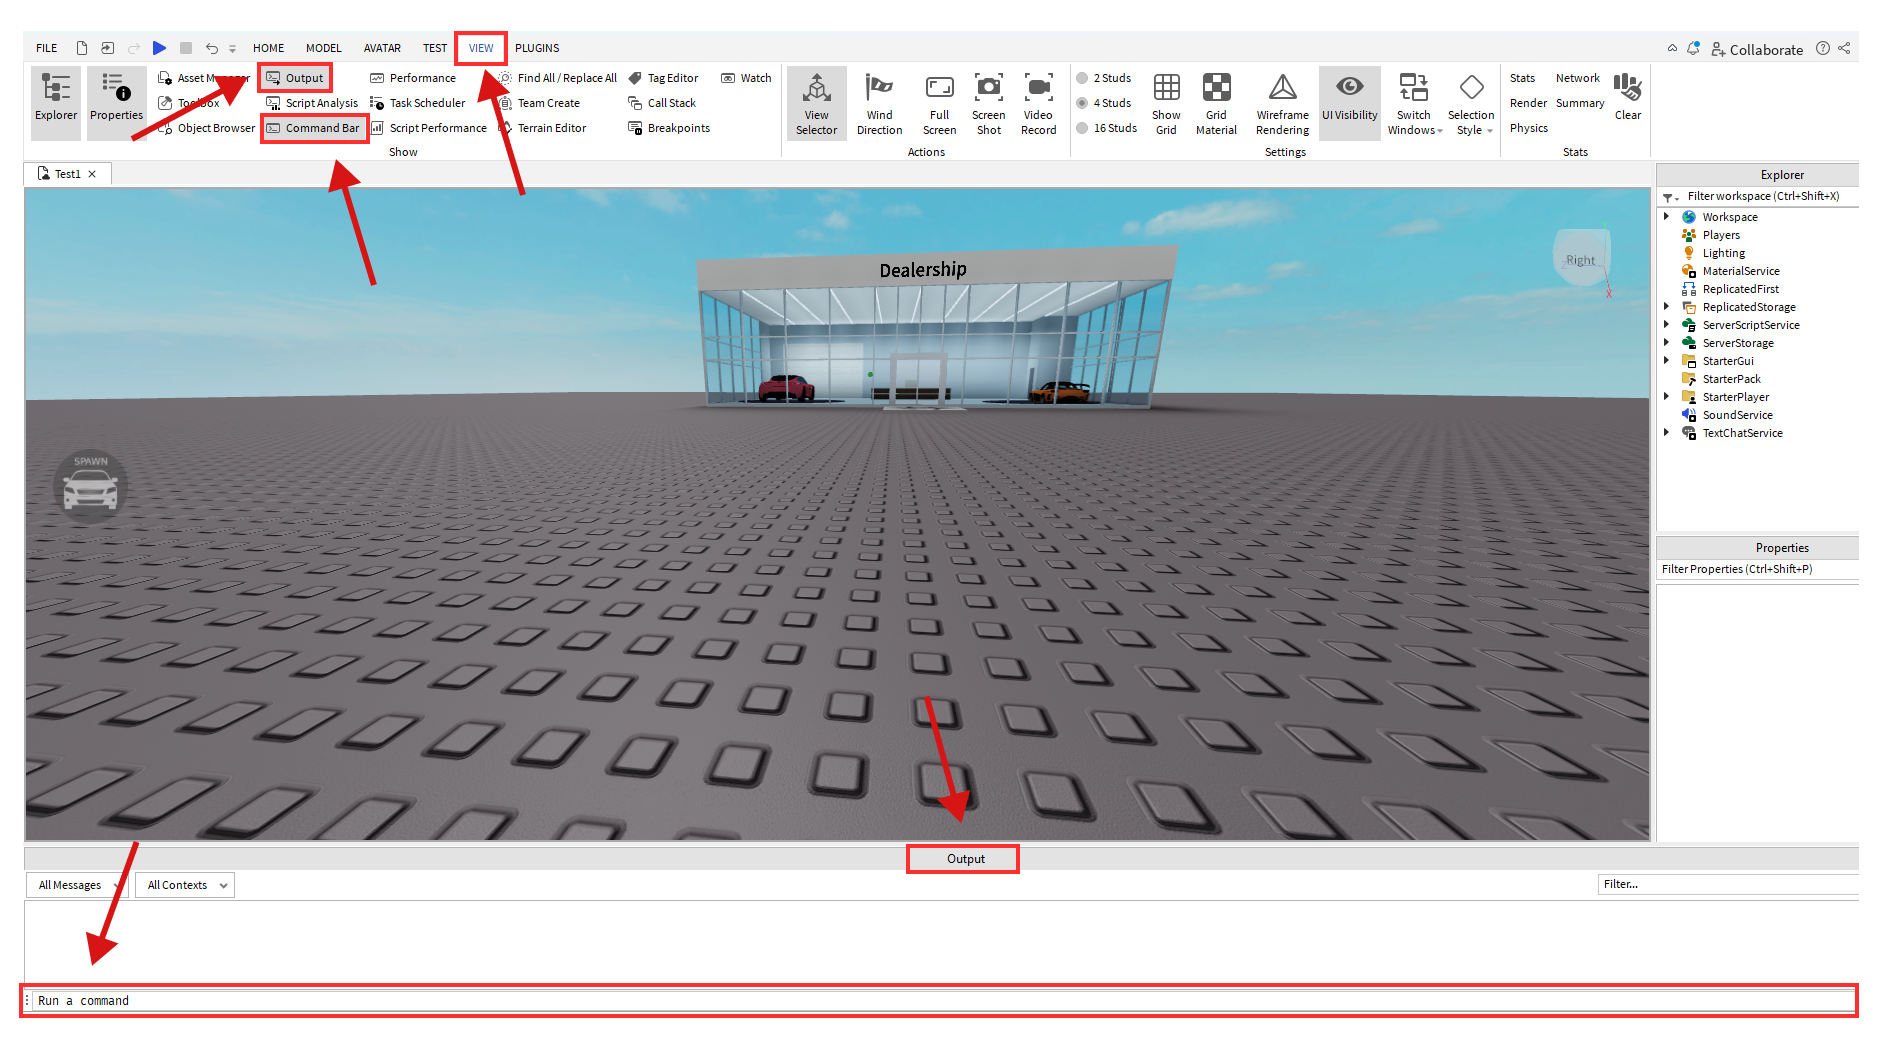 FILE HOME MODEL AVATAR TEST VIEW PLUGINS Collaborate
Explorer
Properties
Asset Manager
Toolbox
Object Browser
Output
Script Analysis
Command Bar
Performance
Task Scheduler
Script Performance
Find All / Replace All
Team Create
Terrain Editor
Tag Editor
Call Stack
Breakpoints
Watch
Show
View
Selector
Wind
Direction
Full
Screen
Screen
Shot
Video
Record
Actions
2 Studs
4 Studs
16 Studs
Show
Grid
Grid
Material
Wireframe
Rendering
UI Visibility
Switch
Windows
Selection
Style
Settings
Stats
Render
Physics
Network
Summary
Clear
Stats
Test1
Dealership
Right
Z
X
SPAWN
Explorer
Filter workspace (Ctrl+Shift+X)
Workspace
Players
Lighting
MaterialService
ReplicatedFirst
ReplicatedStorage
ServerScriptService
ServerStorage
StarterGui
StarterPack
StarterPlayer
SoundService
TextChatService
Properties
Filter Properties (Ctrl+Shift+P)
Output
All Messages
All Contexts
Filter...
Run a command